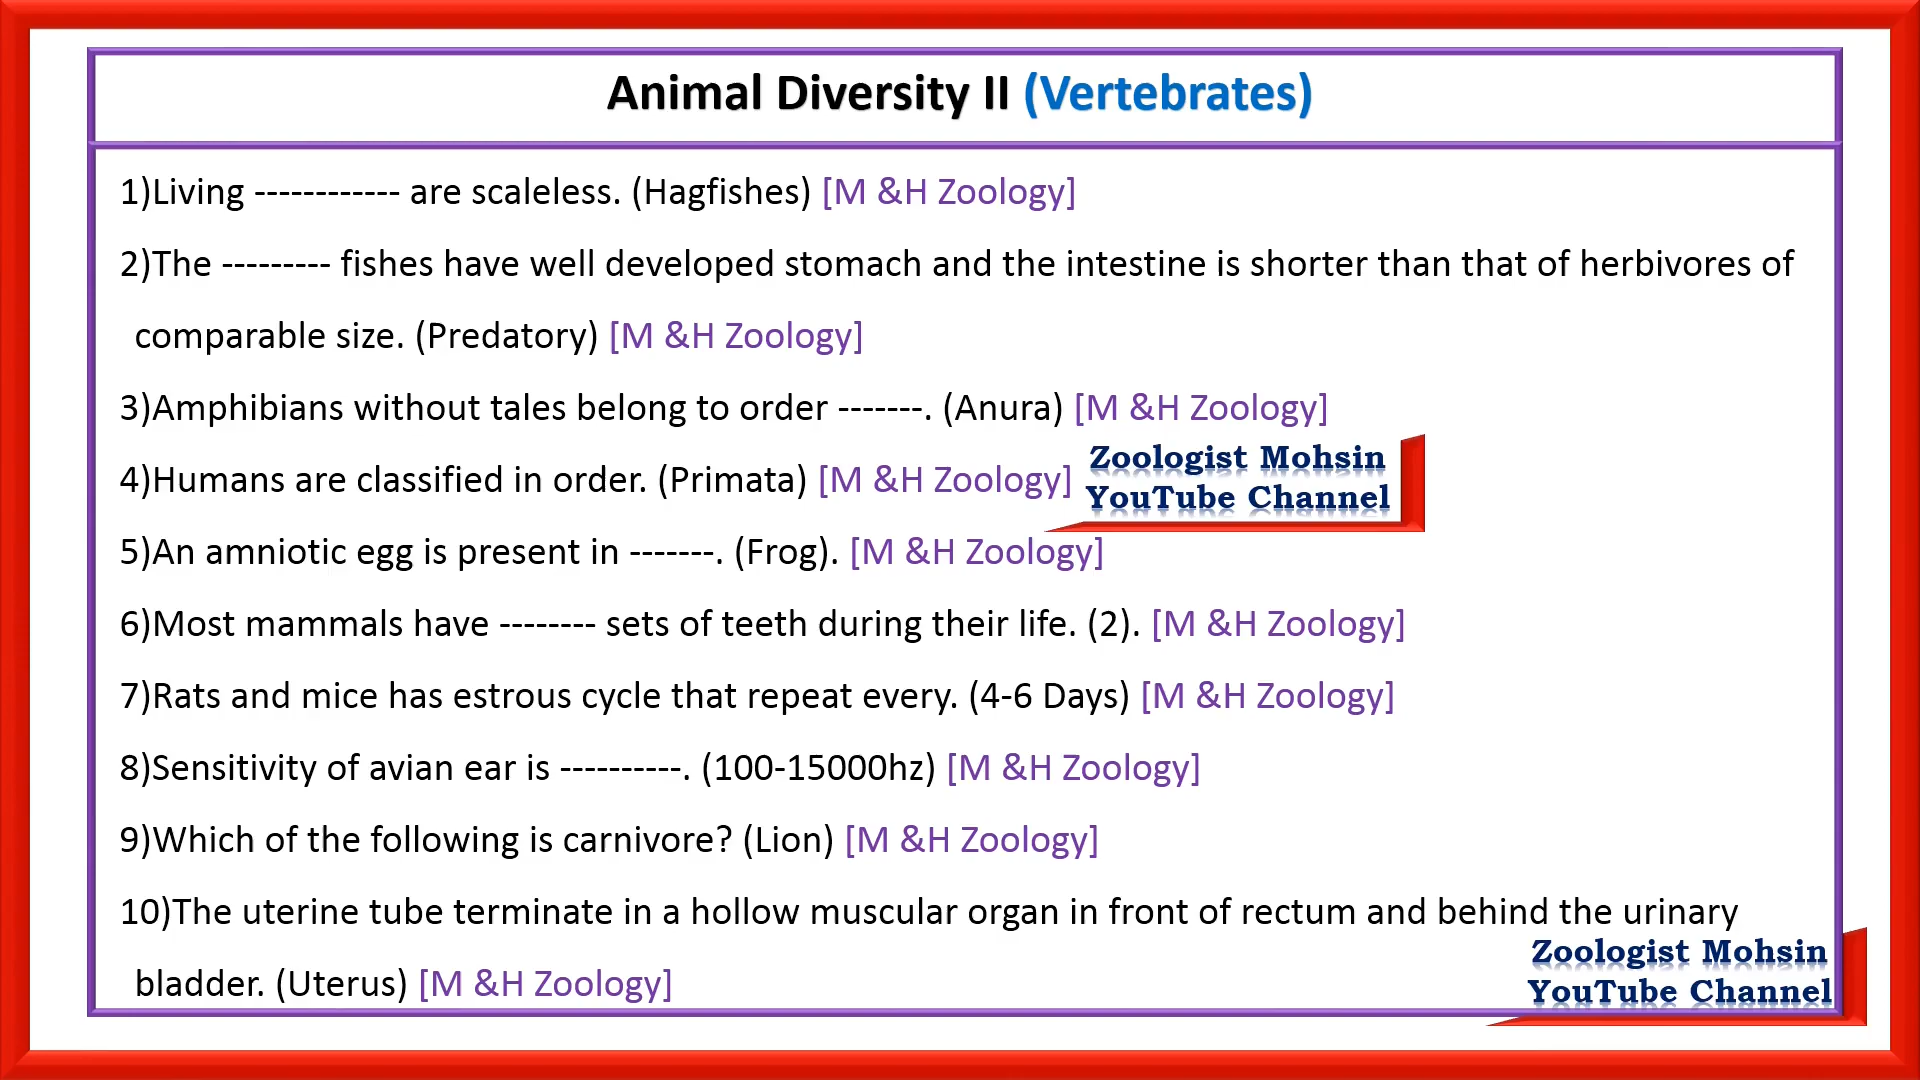 Animal Diversity II (Vertebrates)
1)Living ------------ are scaleless. (Hagfishes) [M &H Zoology]
2)The --------- fishes have well developed stomach and the intestine is shorter than that of herbivores of
comparable size. (Predatory) [M &H Zoology]
3)Amphibians without tales belong to order -------. (Anura) [M &H Zoology]
4)Humans are classified in order. (Primata) [M &H Zoology]
Zoologist Mohsin
YouTube Channel
5)An amniotic egg is present in -------. (Frog). [M &H Zoology]
6)Most mammals have -------- sets of teeth during their life. (2). [M &H Zoology]
7)Rats and mice has estrous cycle that repeat every. (4-6 Days) [M &H Zoology]
8)Sensitivity of avian ear is ----------. (100-15000hz) [M &H Zoology]
9)Which of the following is carnivore? (Lion) [M &H Zoology]
10)The uterine tube terminate in a hollow muscular organ in front of rectum and behind the urinary
bladder. (Uterus) [M &H Zoology]
Zoologist Mohsin
YouTube Channel